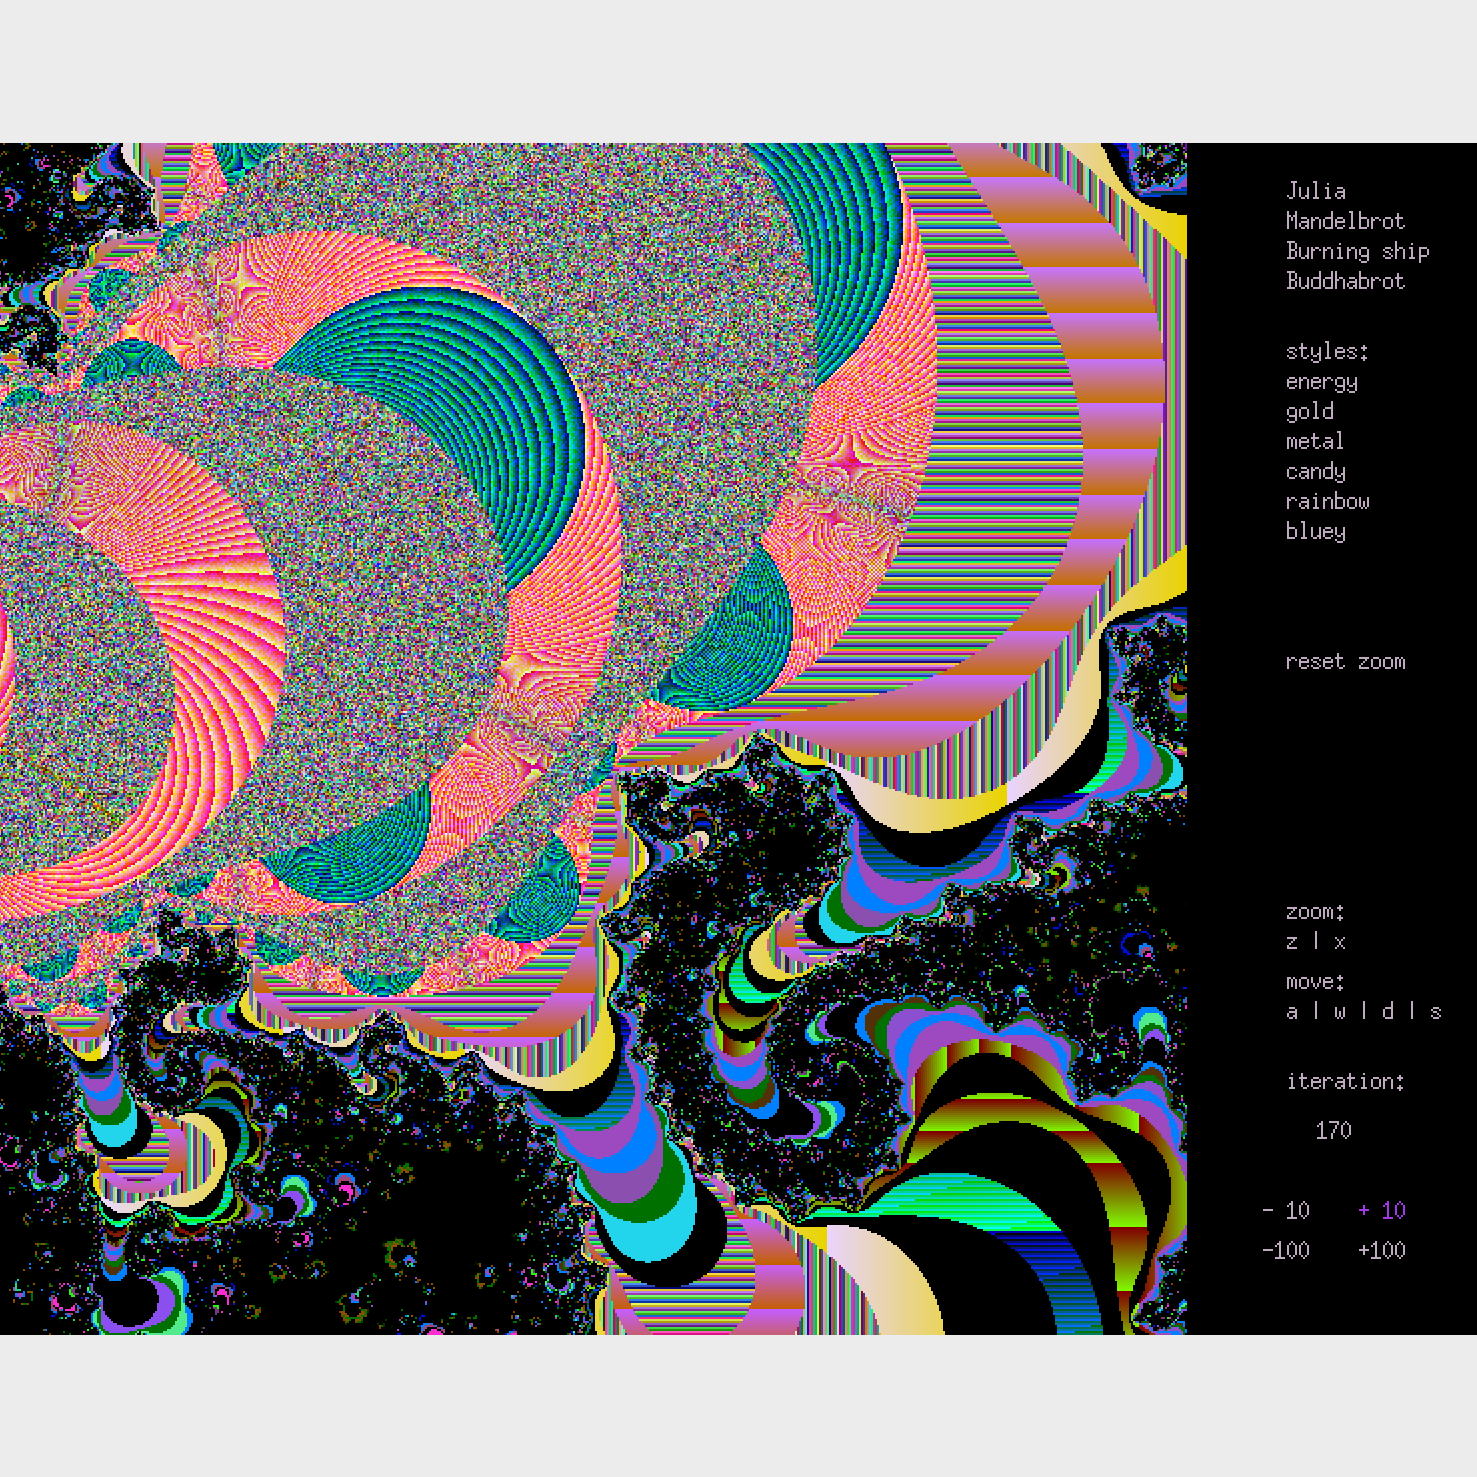 Julia
Mandelbrot
Burning ship
Buddhabrot
styles:
energy
gold
metal
candy
rainbow
bluey
reset zoom
zoom:
z | x
move:
a | w | d | s
iteration:
170
- 10 + 10
-100 +100